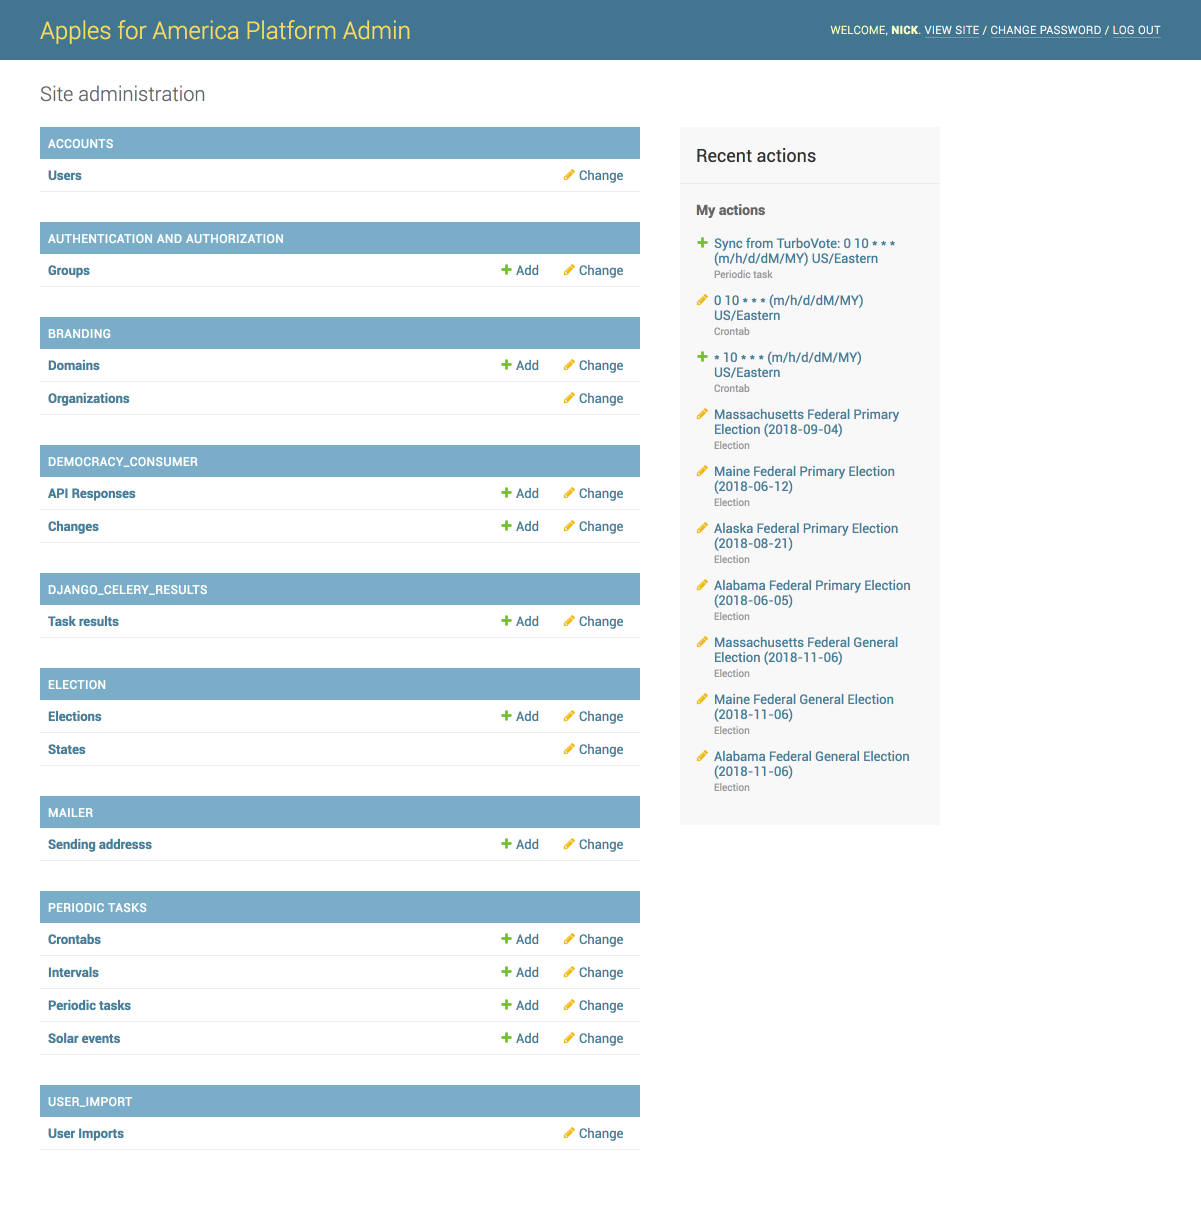 Apples for America Platform Admin
WELCOME, NICK. VIEW SITE / CHANGE PASSWORD / LOG OUT
Site administration
ACCOUNTS
Users Change
AUTHENTICATION AND AUTHORIZATION
Groups Add Change
BRANDING
Domains Add Change
Organizations Change
DEMOCRACY_CONSUMER
API Responses Add Change
Changes Add Change
DJANGO_CELERY_RESULTS
Task results Add Change
ELECTION
Elections Add Change
States Change
MAILER
Sending addresss Add Change
PERIODIC TASKS
Crontabs Add Change
Intervals Add Change
Periodic tasks Add Change
Solar events Add Change
USER_IMPORT
User Imports Change
Recent actions
My actions
Sync from TurboVote: 0 10 * * *
(m/h/d/dM/MY) US/Eastern
Periodic task
0 10 * * * (m/h/d/dM/MY)
US/Eastern
Crontab
* 10 * * * (m/h/d/dM/MY)
US/Eastern
Crontab
Massachusetts Federal Primary
Election (2018-09-04)
Election
Maine Federal Primary Election
(2018-06-12)
Election
Alaska Federal Primary Election
(2018-08-21)
Election
Alabama Federal Primary Election
(2018-06-05)
Election
Massachusetts Federal General
Election (2018-11-06)
Election
Maine Federal General Election
(2018-11-06)
Election
Alabama Federal General Election
(2018-11-06)
Election